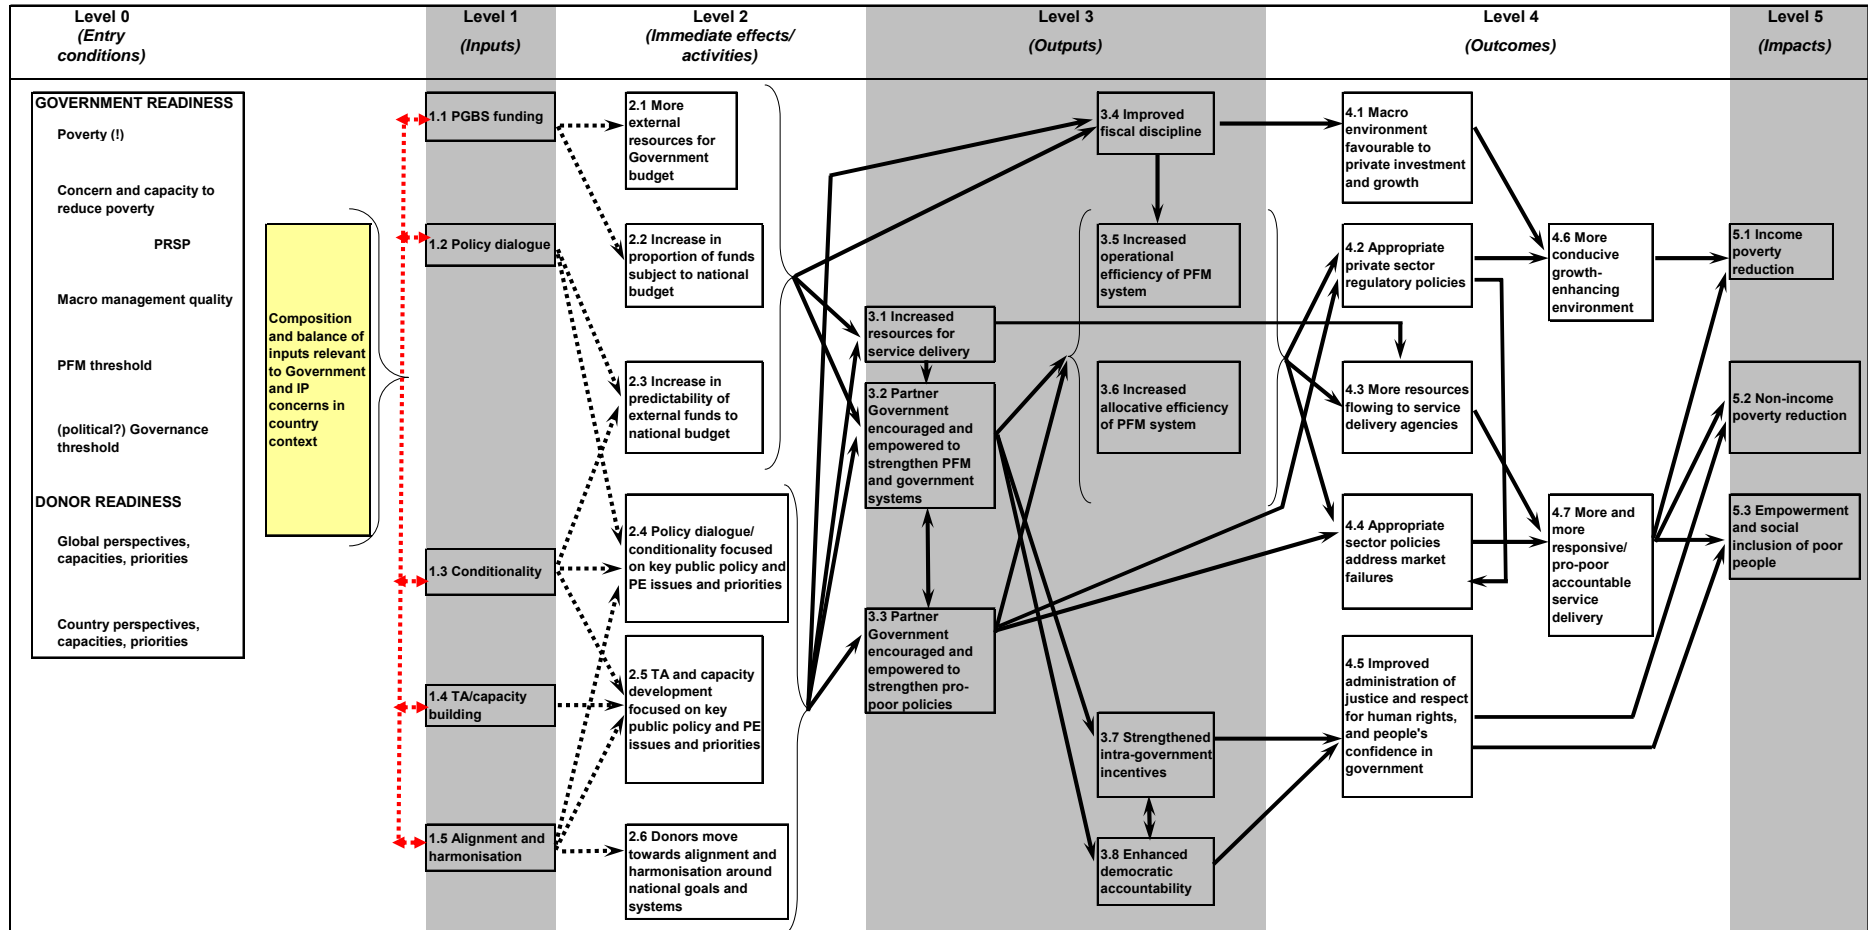 Level 0
(Entry
conditions)
Level 1
(Inputs)
Level 2
(Immediate effects/
activities)
Level 3
(Outputs)
Level 4
(Outcomes)
Level 5
(Impacts)
GOVERNMENT READINESS
Poverty (!)
Concern and capacity to
reduce poverty
PRSP
Macro management quality
PFM threshold
(political?) Governance
threshold
DONOR READINESS
Global perspectives,
capacities, priorities
Country perspectives,
capacities, priorities
Composition
and balance of
inputs relevant
to Government
and IP
concerns in
country
context
1.1 PGBS funding
1.2 Policy dialogue
1.3 Conditionality
1.4 TA/capacity
building
1.5 Alignment and
harmonisation
2.1 More
external
resources for
Government
budget
2.2 Increase in
proportion of funds
subject to national
budget
2.3 Increase in
predictability of
external funds to
national budget
2.4 Policy dialogue/
conditionality focused
on key public policy and
PE issues and priorities
2.5 TA and capacity
development
focused on key
public policy and PE
issues and priorities
2.6 Donors move
towards alignment and
harmonisation around
national goals and
systems
3.1 Increased
resources for
service delivery
3.2 Partner
Government
encouraged and
empowered to
strengthen PFM
and government
systems
3.3 Partner
Government
encouraged and
empowered to
strengthen pro-
poor policies
3.4 Improved
fiscal discipline
3.5 Increased
operational
efficiency of PFM
system
3.6 Increased
allocative efficiency
of PFM system
3.7 Strengthened
intra-government
incentives
3.8 Enhanced
democratic
accountability
4.1 Macro
environment
favourable to
private investment
and growth
4.2 Appropriate
private sector
regulatory policies
4.3 More resources
flowing to service
delivery agencies
4.4 Appropriate
sector policies
address market
failures
4.5 Improved
administration of
justice and respect
for human rights,
and people's
confidence in
government
4.6 More
conducive
growth-
enhancing
environment
4.7 More and
more
responsive/
pro-poor
accountable
service
delivery
5.1 Income
poverty
reduction
5.2 Non-income
poverty reduction
5.3 Empowerment
and social
inclusion of poor
people